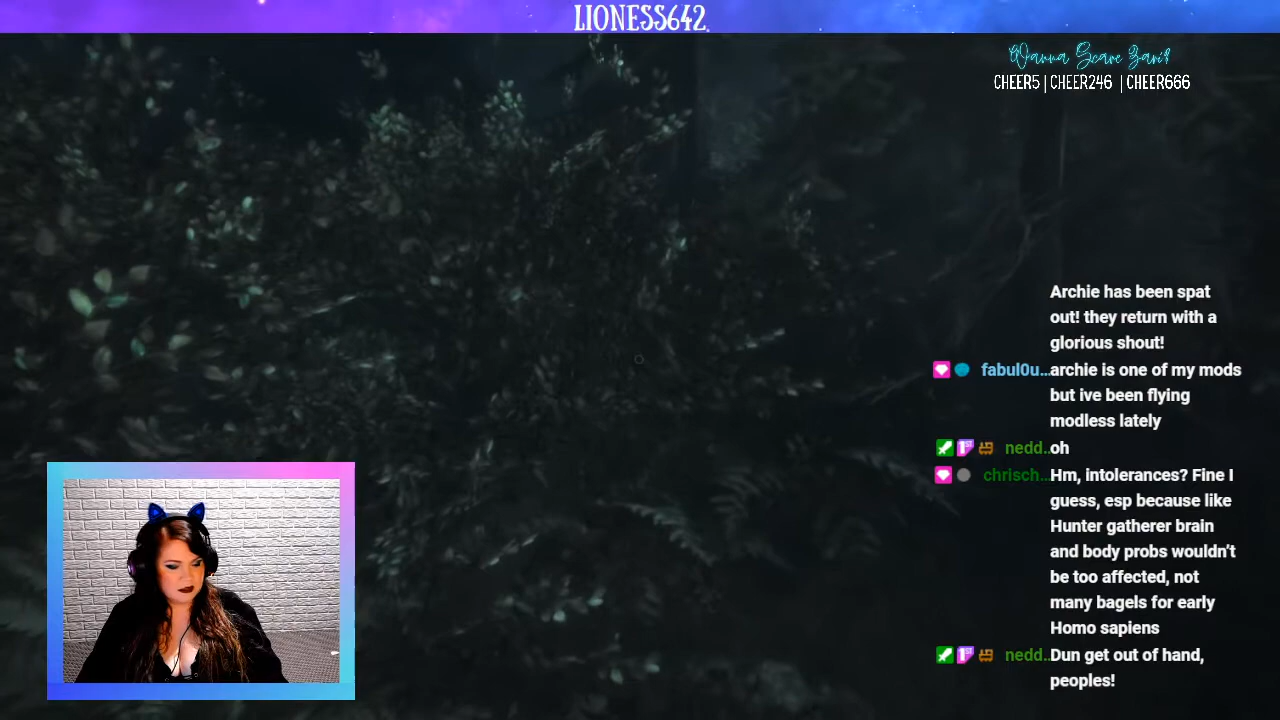 LIONESS642
Wanna Scare Zari?
CHEER5 | CHEER246 | CHEER666
Archie has been spat
out! they return with a
glorious shout!
fabul0u... archie is one of my mods
but ive been flying
modless lately
nedd... oh
chrisch... Hm, intolerances? Fine I
guess, esp because like
Hunter gatherer brain
and body probs wouldn't
be too affected, not
many bagels for early
Homo sapiens
nedd... Dun get out of hand,
peoples!